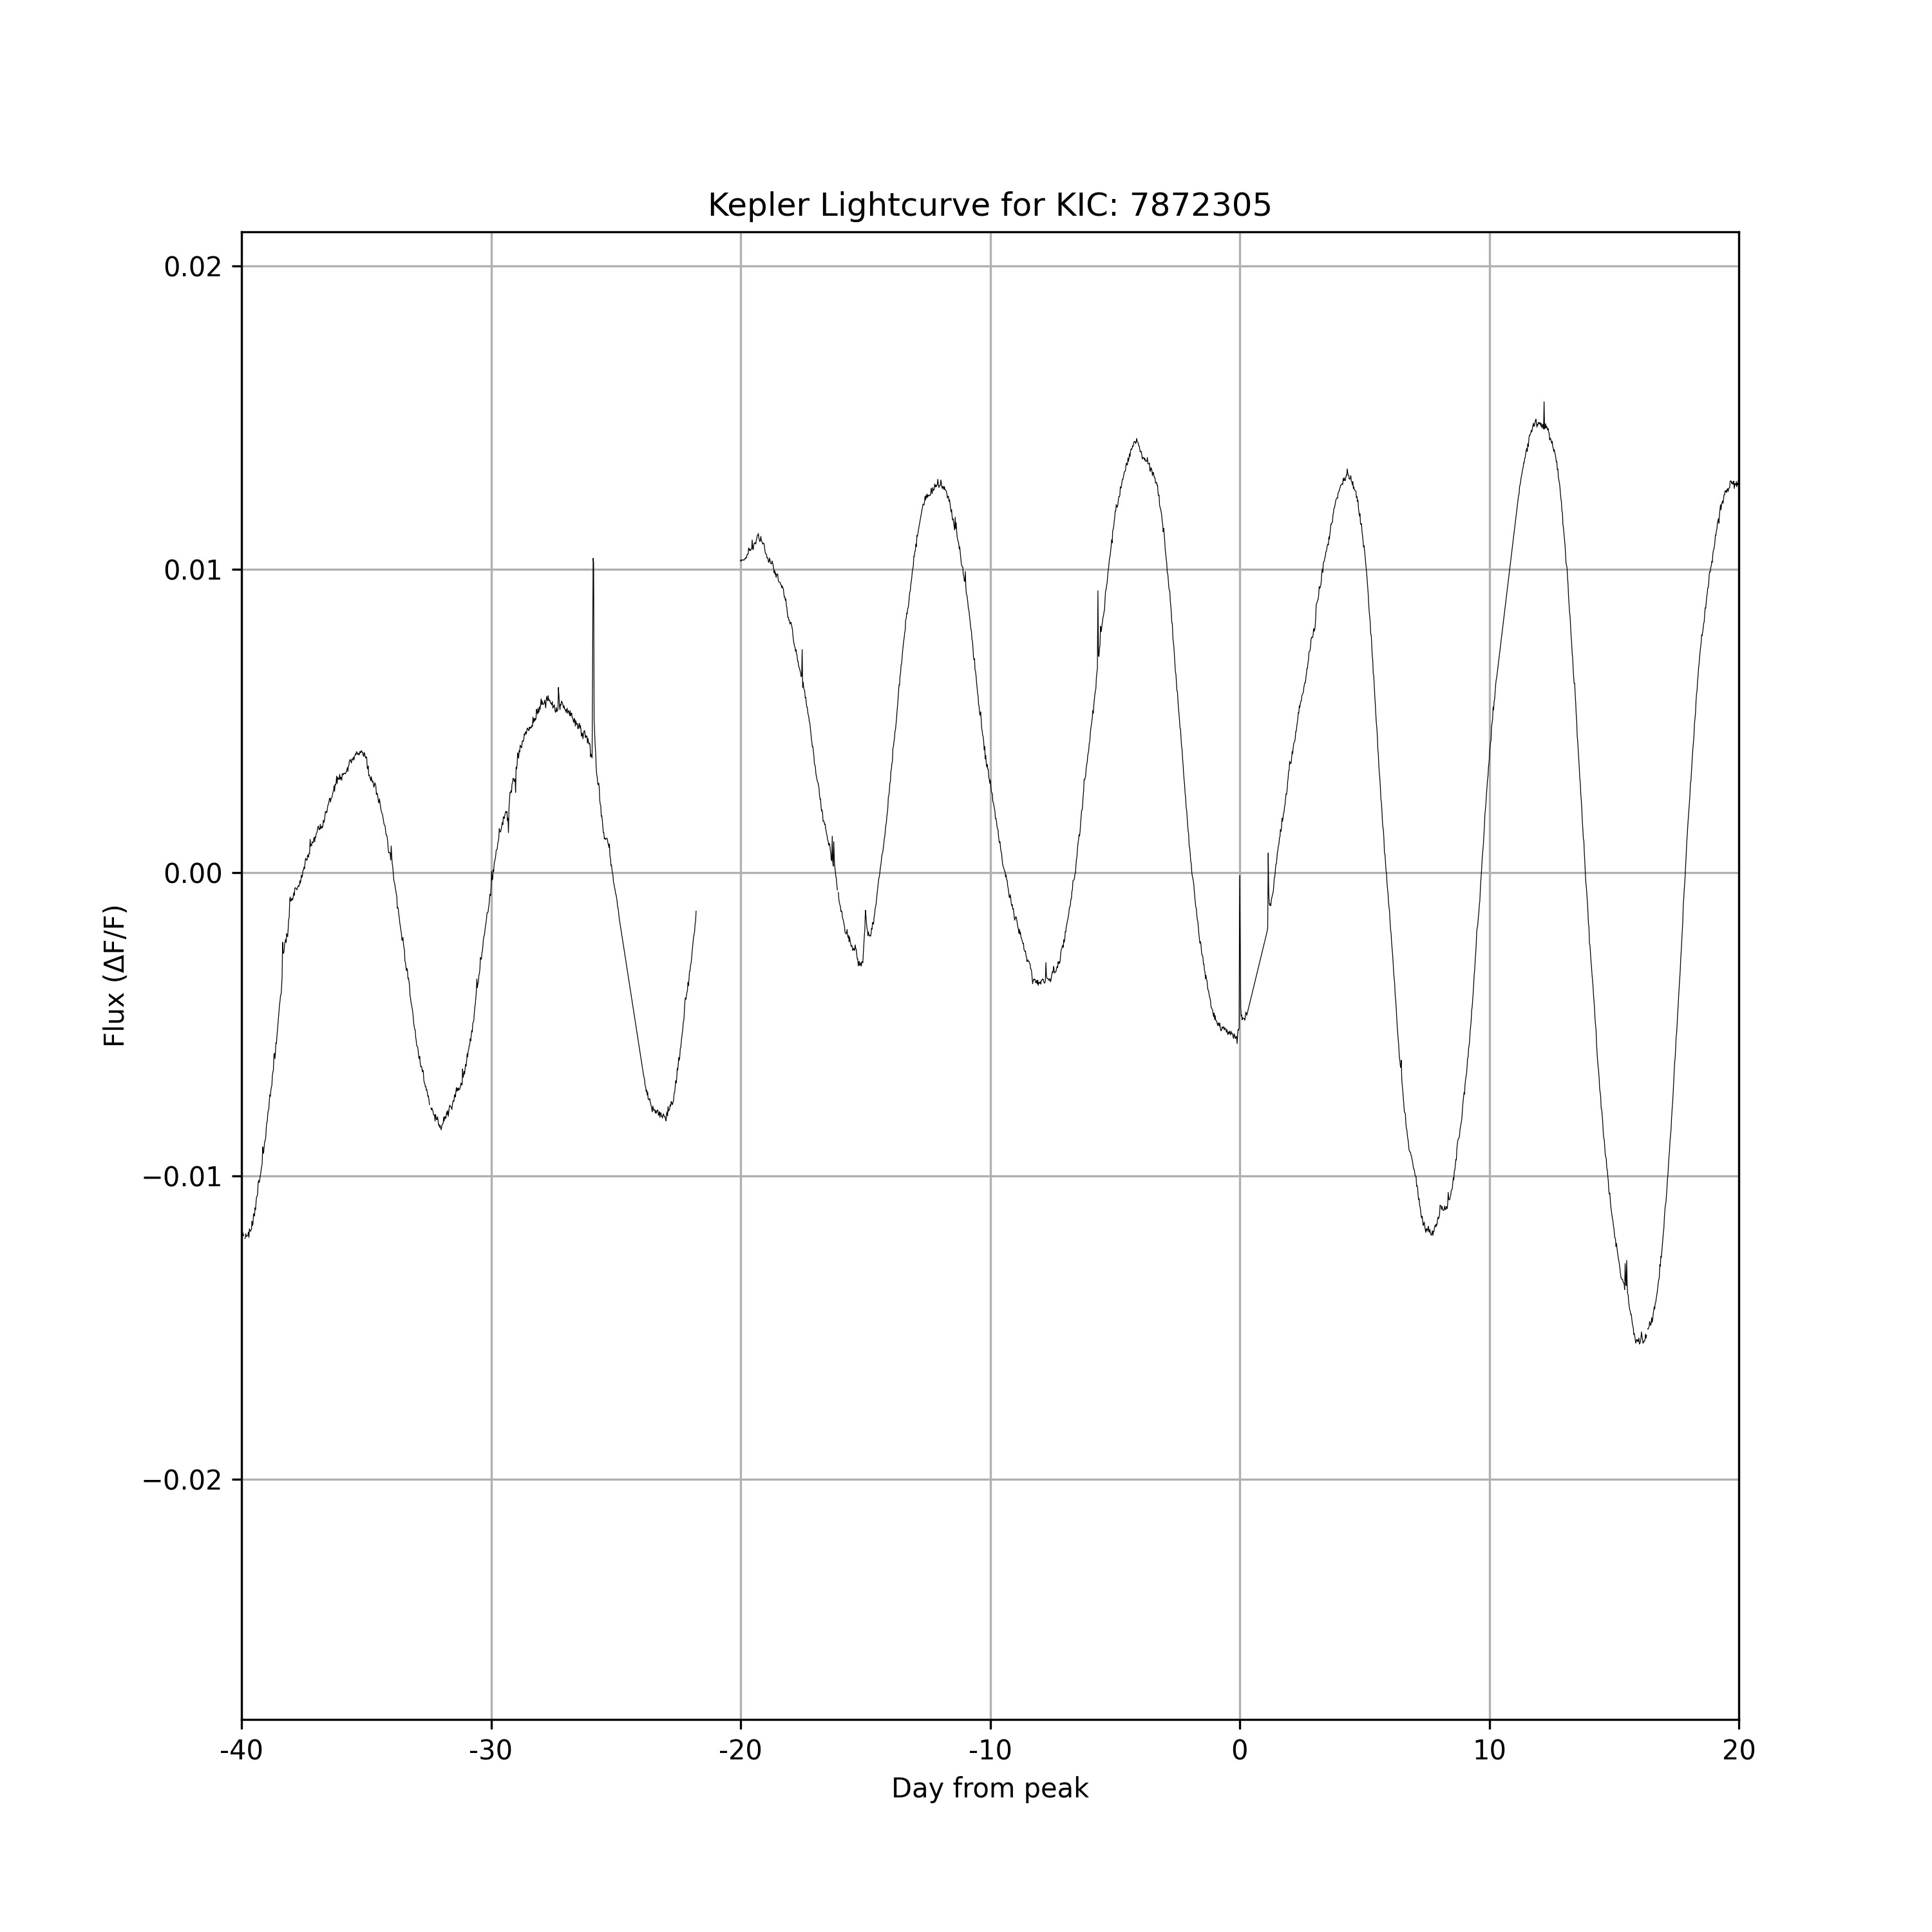 Kepler Lightcurve for KIC: 7872305
0.02
0.01
0.00
−0.01
−0.02
Flux (ΔF/F)
-40 -30 -20 -10 0 10 20
Day from peak